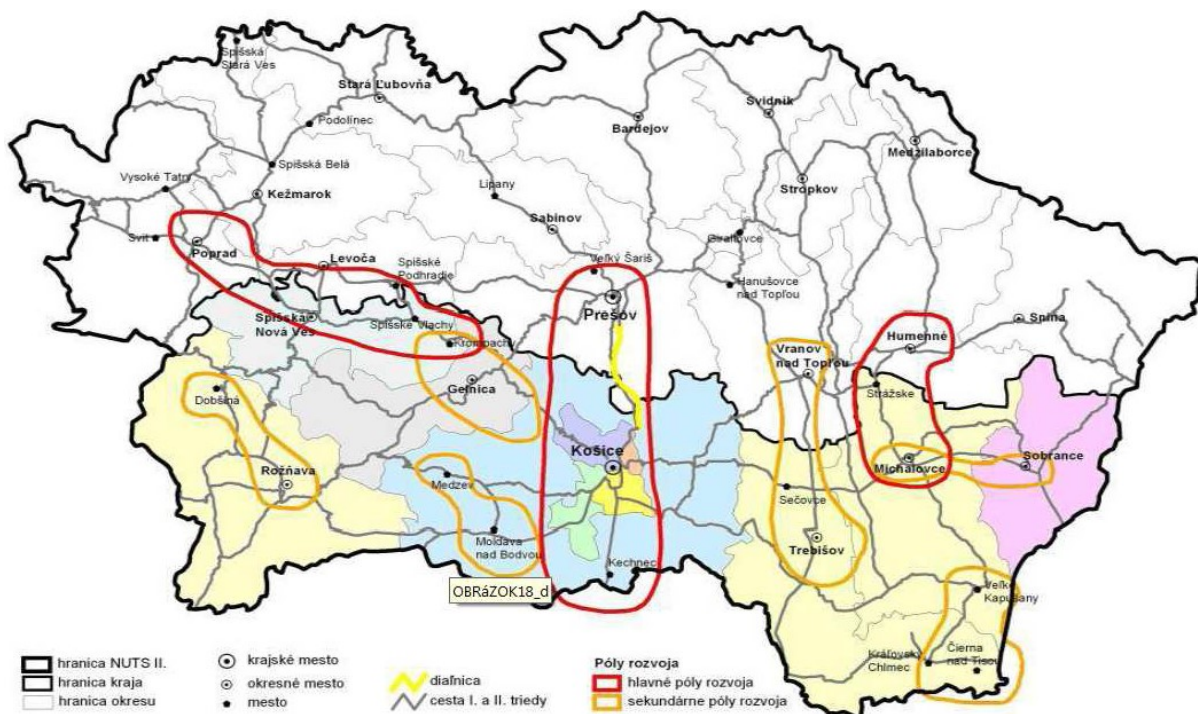 Spišská
Stará Ves
Stará Ľubovňa
Podolínec
Svidník
Bardejov
Medzilaborce
Spišská Belá
Vysoké Tatry
Kežmarok
Lipany
Stropkov
Sabinov
Giraltovce
Svit
Poprad
Levoča
Spišské
Podhradie
Veľký Šariš
Hanušovce
nad Topľou
Prešov
Spišská
Nová Ves
Spišské Vlachy
Krompachy
Snina
Humenné
Vranov
nad Topľou
Strážske
Gelnica
Dobšiná
Košice
Michalovce
Sobrance
Rožňava
Medzev
Sečovce
Moldava
nad Bodvou
Trebišov
Kechnec
OBRáZOK18_d
Veľké
Kapušany
Kráľovský
Chlmec
Čierna
nad Tisou
hranica NUTS II.
hranica kraja
hranica okresu
krajské mesto
okresné mesto
mesto
diaľnica
cesta I. a II. triedy
Póly rozvoja
hlavné póly rozvoja
sekundárne póly rozvoja